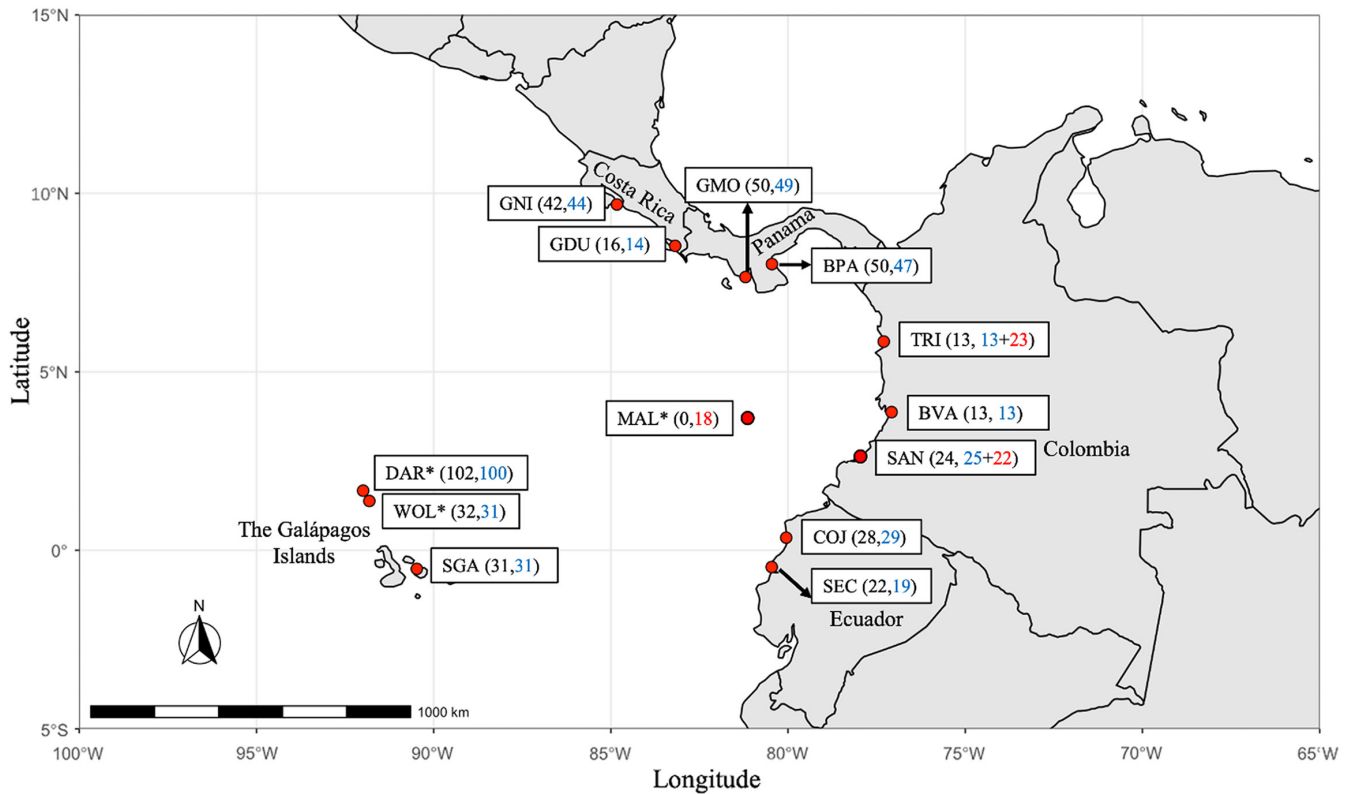 15°N
GMO (50,49)
Costa Rica
10°N
GNI (42,44)
Panama
GDU (16,14)
BPA (50,47)
TRI (13, 13+23)
Latitude
5°N
MAL* (0,18)
BVA (13, 13)
SAN (24, 25+22)
Colombia
DAR* (102,100)
WOL* (32,31)
The Galápagos
Islands
COJ (28,29)
0°
SGA (31,31)
SEC (22,19)
Ecuador
N
1000 km
5°S
100°W
95°W
90°W
85°W
80°W
75°W
70°W
65°W
Longitude